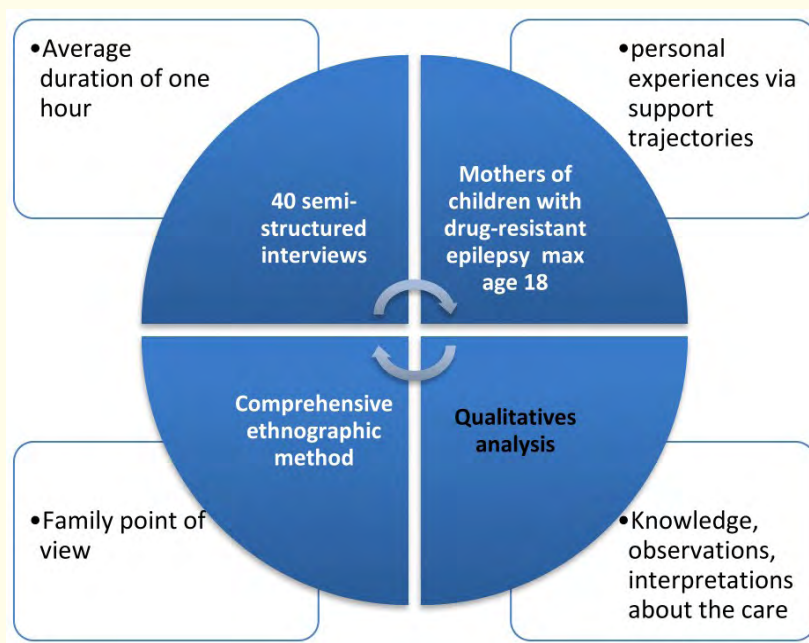 •Average
duration of one
hour
•personal
experiences via
support
trajectories
40 semi-
structured
interviews
Mothers of
children with
drug-resistant
epilepsy max
age 18
Comprehensive
ethnographic
method
Qualitatives
analysis
•Family point of
view
•Knowledge,
observations,
interpretations
about the care